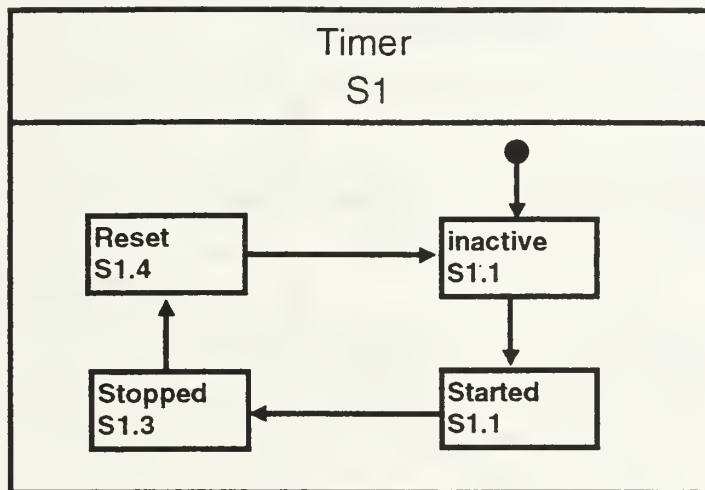 Timer
S1
Reset
S1.4
inactive
S1.1
Stopped
S1.3
Started
S1.1